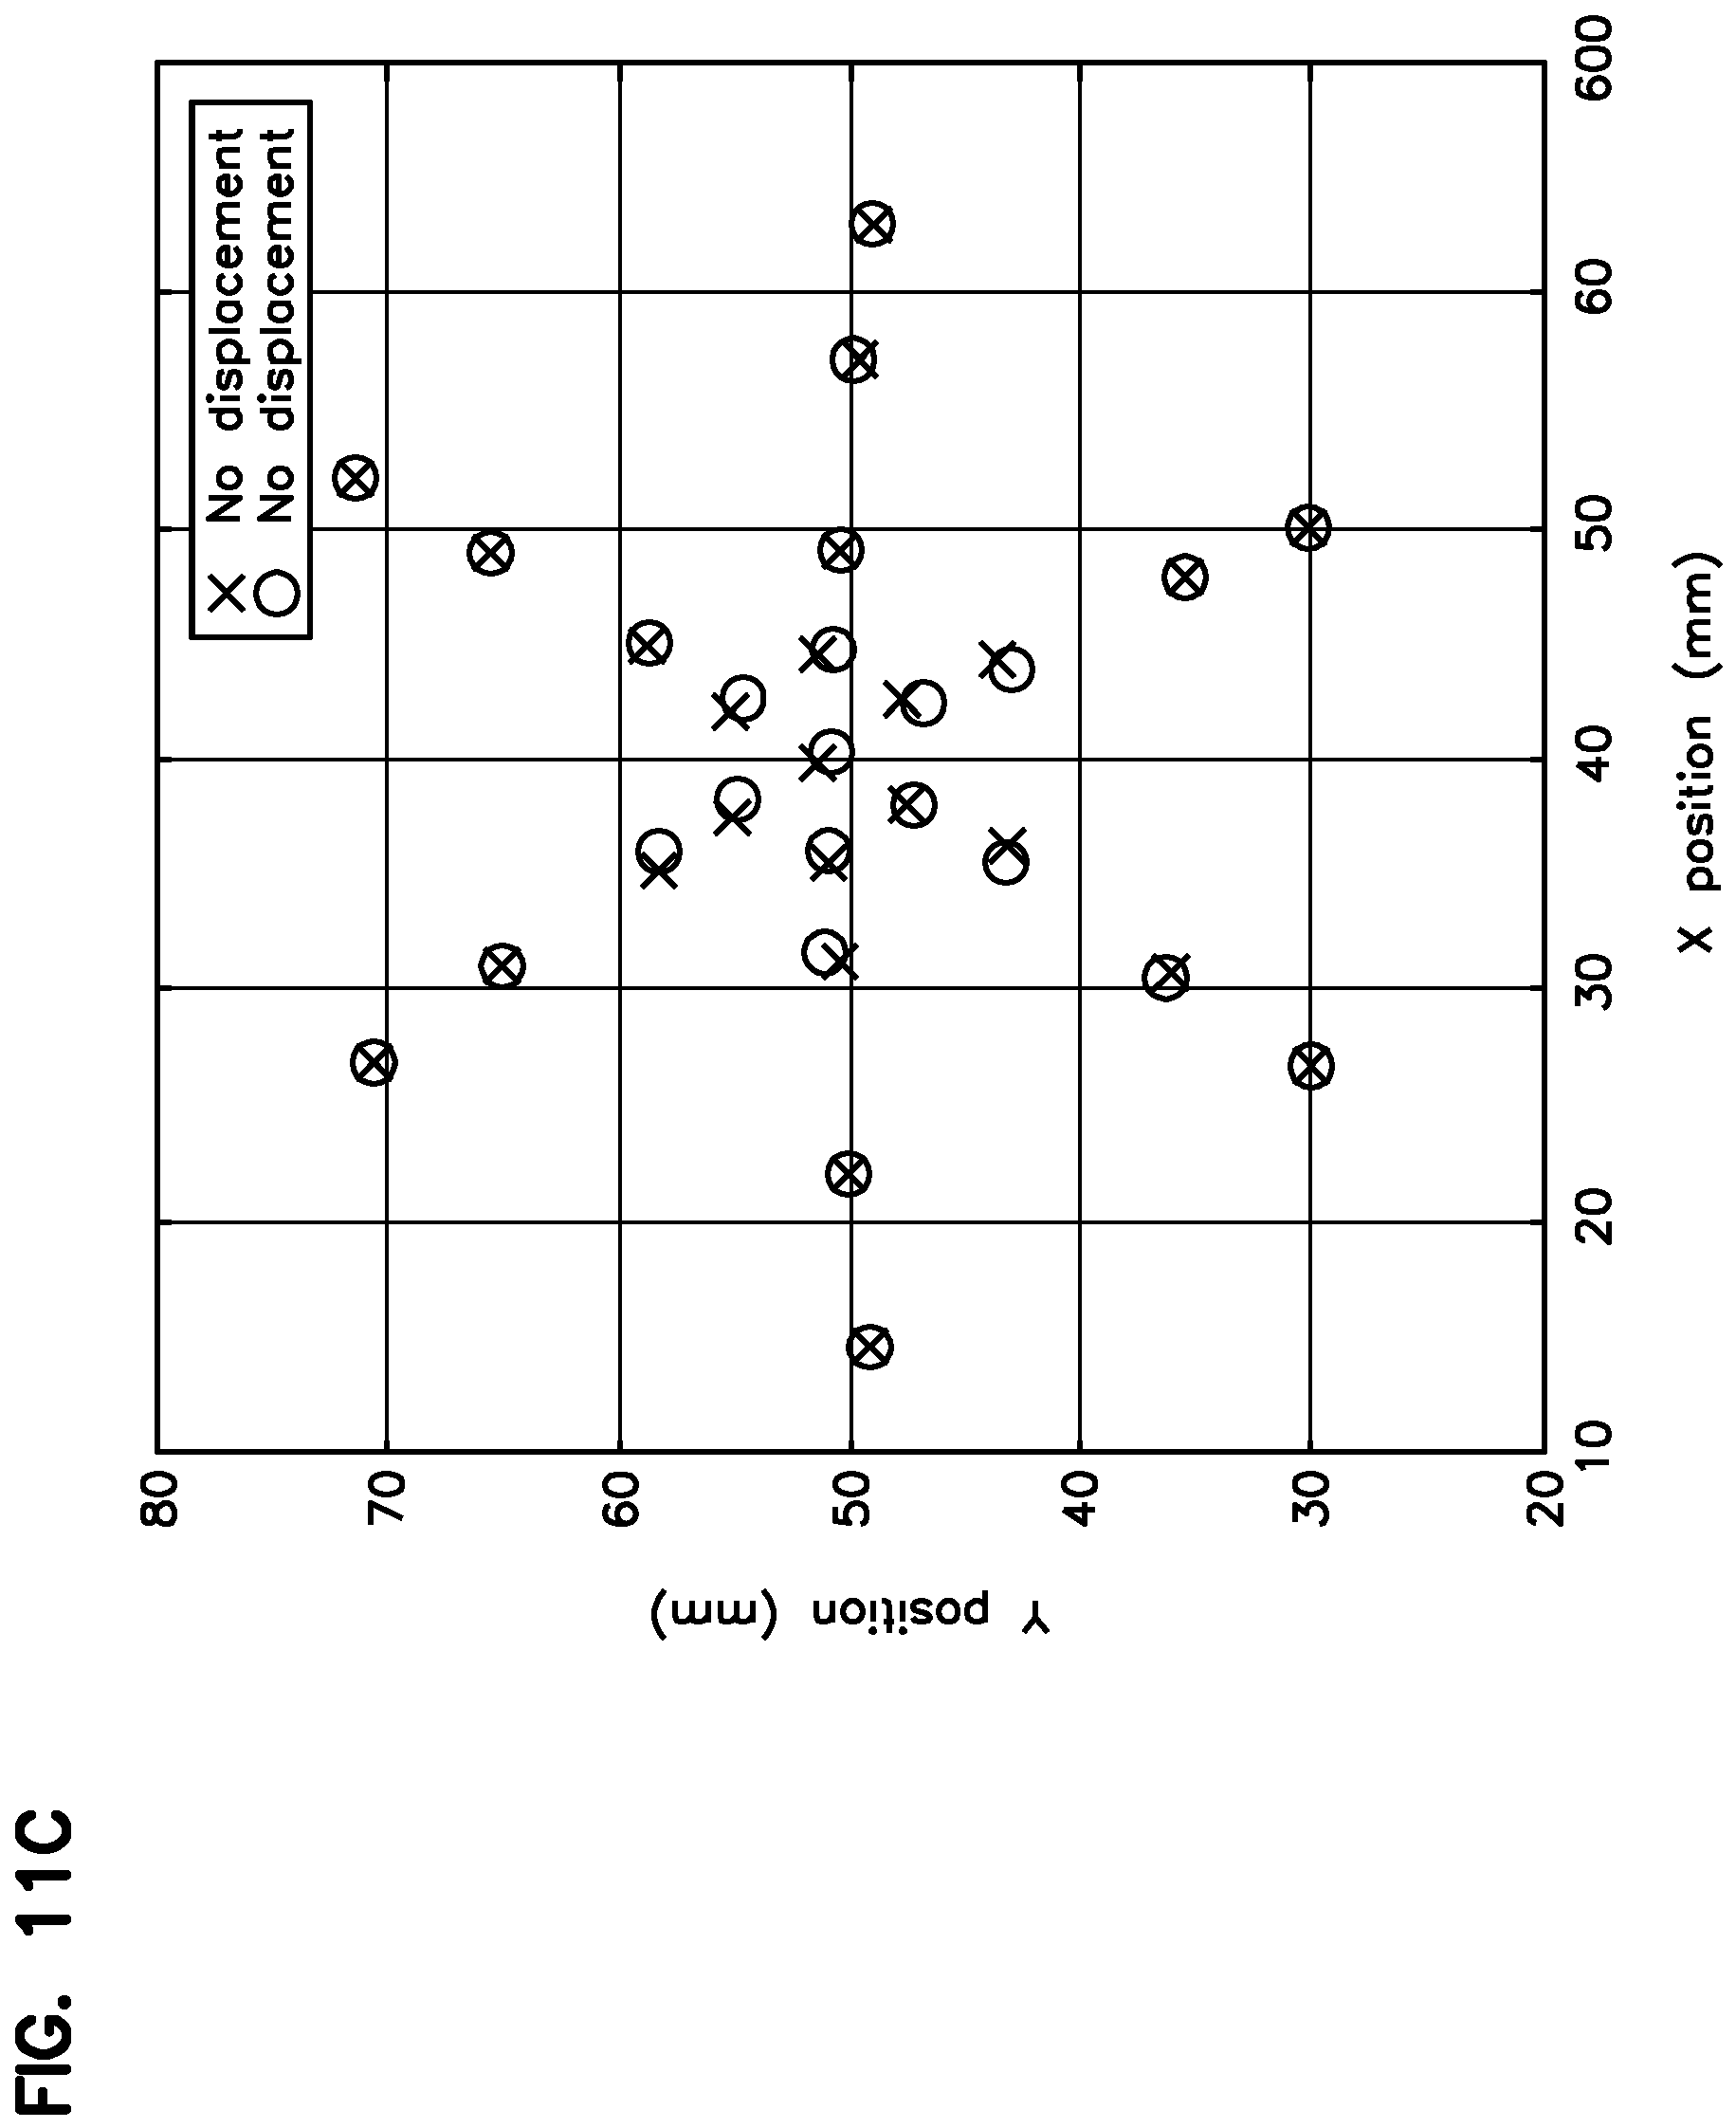 FIG. 11C
× No displacement
○ No displacement
80
70
60
50
40
30
20
Y position (mm)
10 20 30 40 50 60 600
X position (mm)